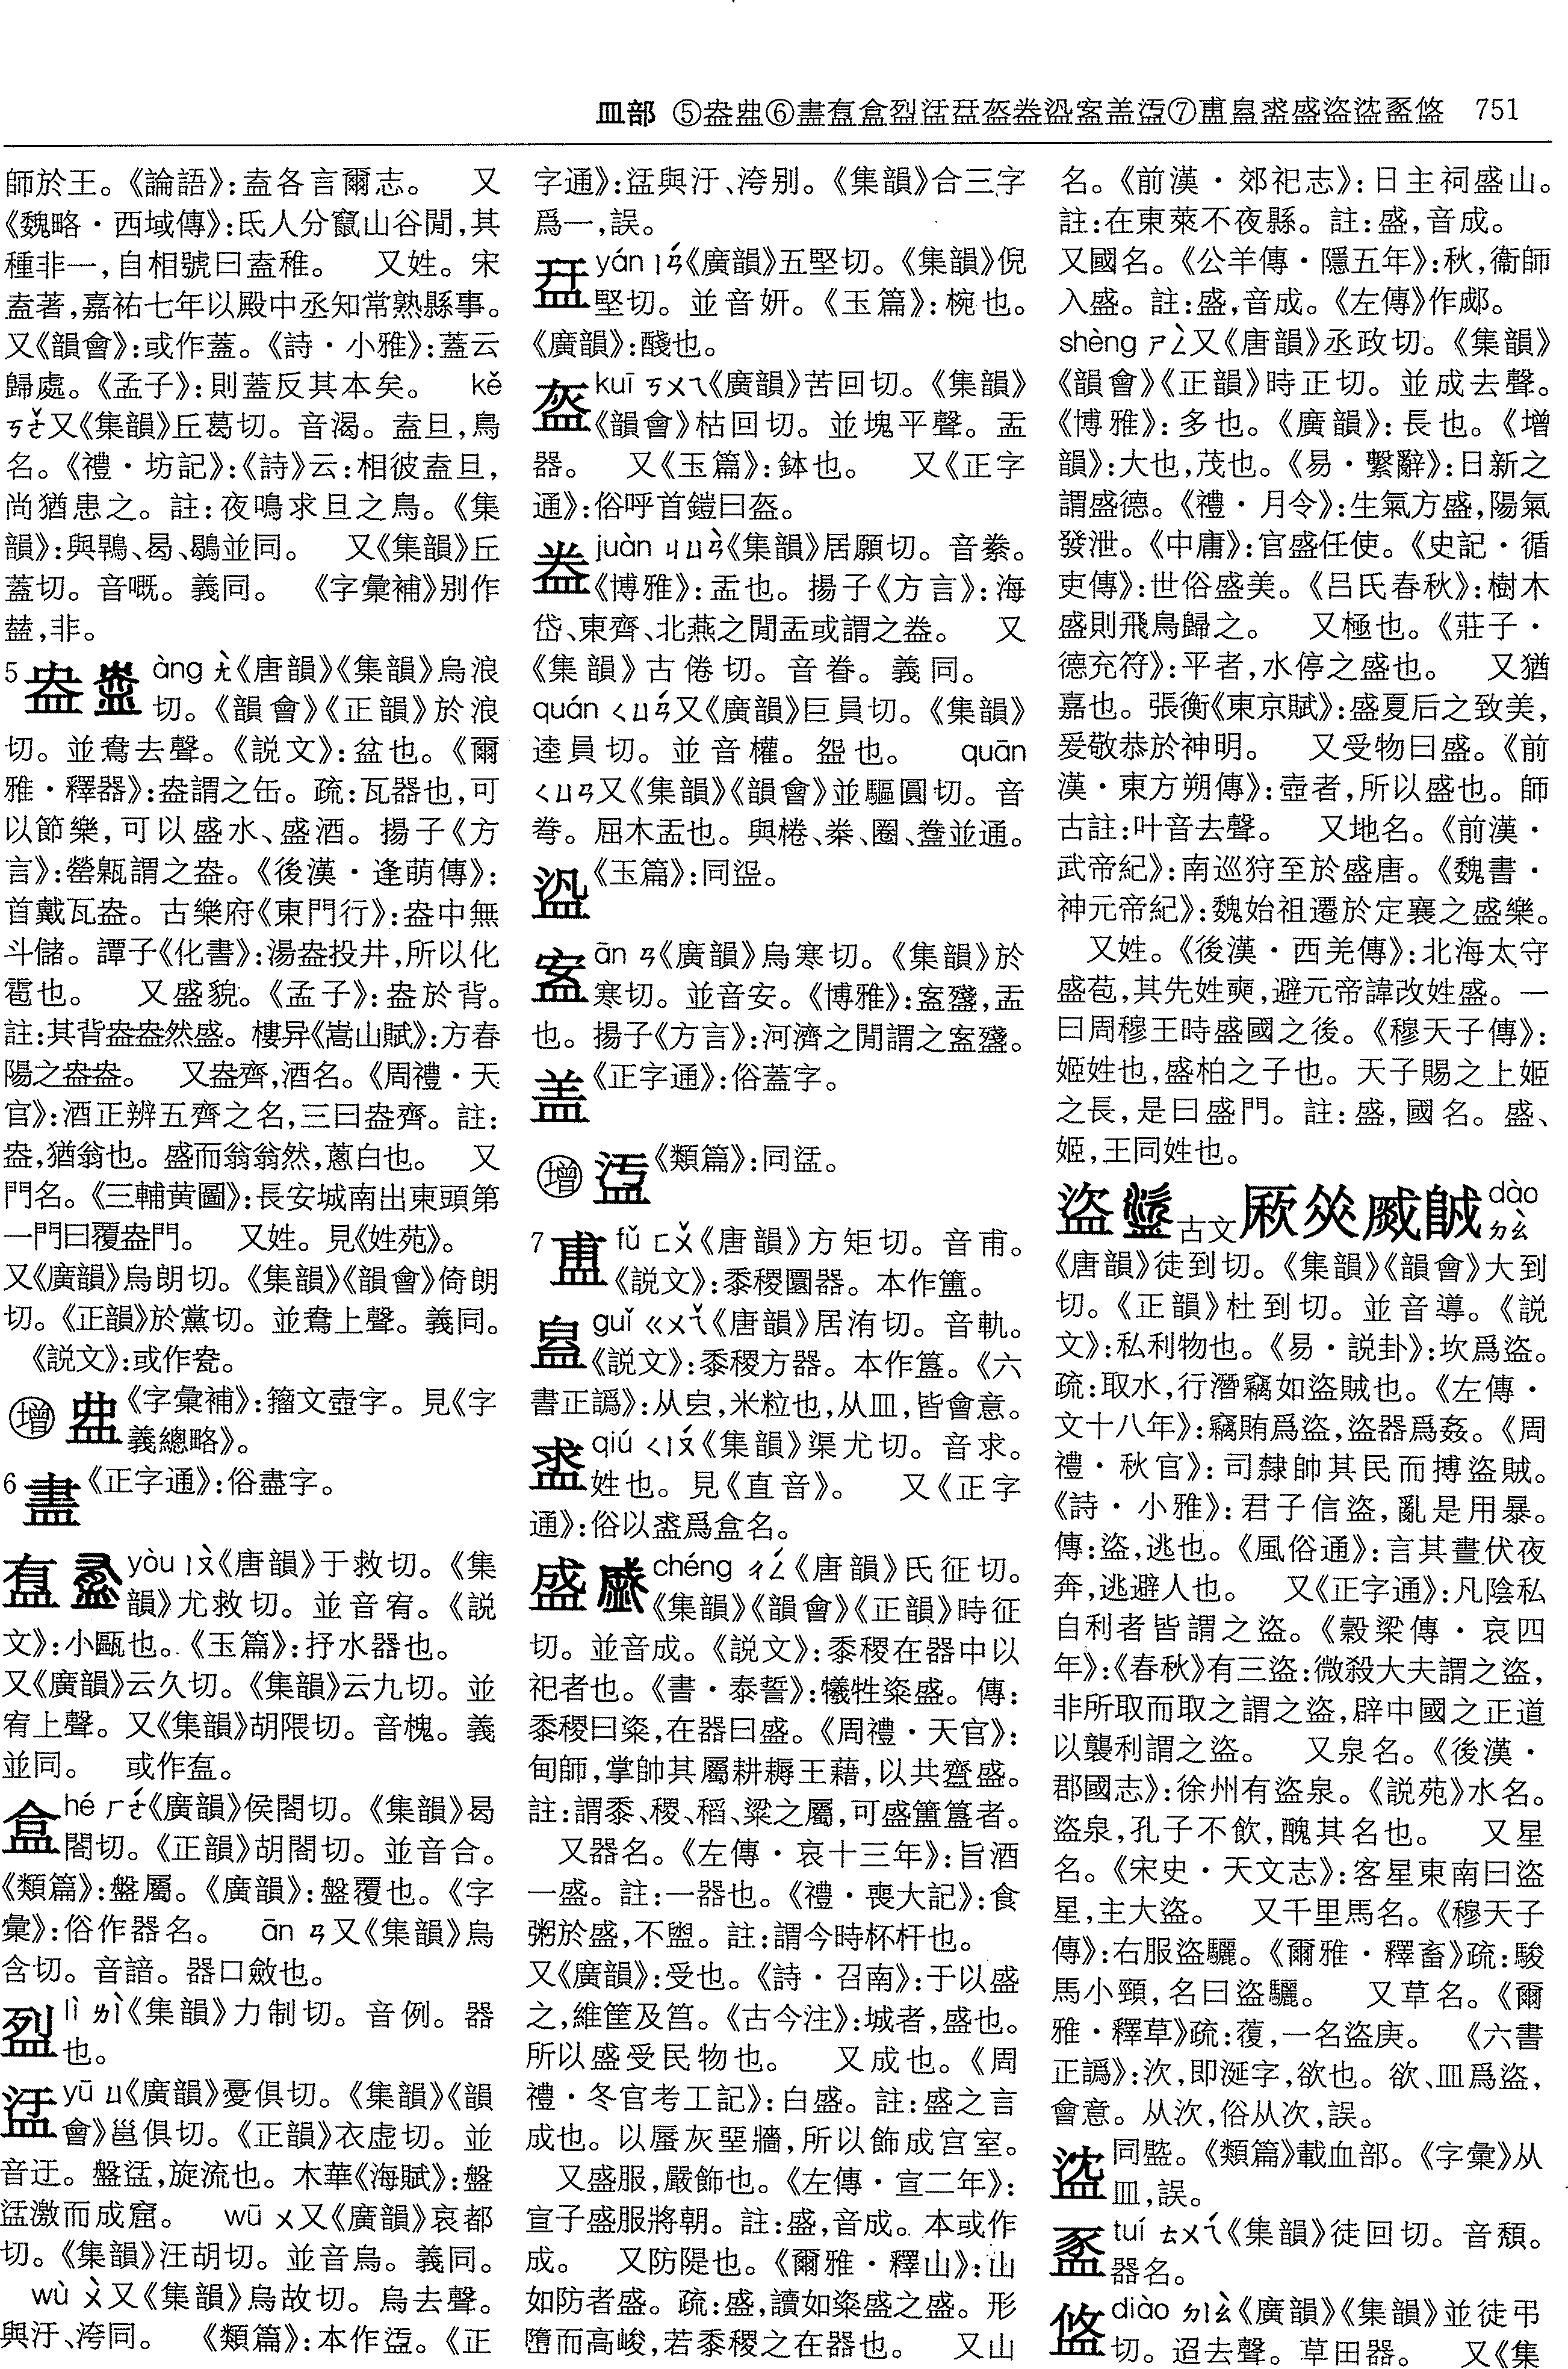 皿部 ⑤盎㿽⑥盡盍盒盢盓盓盔盎盕盎盖盓⑦盙盨盚盛盜盗盠盤 751
師於王。《論語》:盍各言爾志。 又
《魏略・西域傳》:氐人分竄山谷閒,其
種非一,自相號曰盍稚。 又姓。宋
盍著,嘉祐七年以殿中丞知常熟縣事。
又《韻會》:或作蓋。《詩・小雅》:蓋云
歸處。《孟子》:則蓋反其本矣。 kě
ㄎㄜˇ又《集韻》丘葛切。音渴。盍旦,鳥
名。《禮・坊記》:《詩》云:相彼盍旦,
尚猶患之。註:夜鳴求旦之鳥。《集
韻》:與鴠、曷、鶡並同。 又《集韻》丘
蓋切。音嘅。義同。 《字彙補》别作
,非。
5 盎 àng ㄤˋ《唐韻》《集韻》烏浪
切。《韻會》《正韻》於浪
切。並鴦去聲。《説文》:盆也。《爾
雅・釋器》:盎謂之缶。疏:瓦器也,可
以節樂,可以盛水、盛酒。揚子《方
言》:罃甈謂之盎。《後漢・逢萌傳》:
首戴瓦盎。古樂府《東門行》:盎中無
斗儲。譚子《化書》:湯盎投井,所以化
雹也。 又盛貌。《孟子》:盎於背。
註:其背盎盎然盛。樓异《嵩山賦》:方春
陽之盎盎。 又盎齊,酒名。《周禮・天
官》:酒正辨五齊之名,三曰盎齊。註:
盎,猶翁也。盛而翁翁然,蔥白也。 又
門名。《三輔黄圖》:長安城南出東頭第
一門曰覆盎門。 又姓。見《姓苑》。
又《廣韻》烏朗切。《集韻》《韻會》倚朗
切。《正韻》於黨切。並鴦上聲。義同。
《説文》:或作㼜。
增 《字彙補》:籀文壺字。見《字
義總略》。
6 《正字通》:俗盡字。
盇 yòu ㄧㄡˋ《唐韻》于救切。《集
韻》尤救切。並音宥。《説
文》:小甌也。《玉篇》:抒水器也。
又《廣韻》云久切。《集韻》云九切。並
宥上聲。又《集韻》胡隈切。音槐。義
並同。 或作㿽。
盒 hé ㄏㄜˊ《廣韻》侯閤切。《集韻》曷
閤切。《正韻》胡閤切。並音合。
《類篇》:盤屬。《廣韻》:盤覆也。《字
彙》:俗作器名。 ān ㄢ又《集韻》烏
含切。音諳。器口斂也。
lì ㄌㄧˋ《集韻》力制切。音例。器
也。
盓 yū ㄩ《廣韻》憂俱切。《集韻》《韻
會》邕俱切。《正韻》衣虚切。並
音迂。盤盓,旋流也。木華《海賦》:盤
盓激而成窟。 wū ㄨ又《廣韻》哀都
切。《集韻》汪胡切。並音烏。義同。
wù ㄨˋ又《集韻》烏故切。烏去聲。
與汙、洿同。 《類篇》:本作。《正
字通》:盓與汙、洿别。《集韻》合三字
爲一,誤。
yán ㄧㄢˊ《廣韻》五堅切。《集韻》倪
堅切。並音妍。《玉篇》:椀也。
《廣韻》:醆也。
盔 kuī ㄎㄨㄟ《廣韻》苦回切。《集韻》
《韻會》枯回切。並塊平聲。盂
器。 又《玉篇》:鉢也。 又《正字
通》:俗呼首鎧曰盔。
juàn ㄐㄩㄢˋ《集韻》居願切。音絭。
《博雅》:盂也。揚子《方言》:海
岱、東齊、北燕之閒盂或謂之。 又
《集韻》古倦切。音眷。義同。
quán ㄑㄩㄢˊ又《廣韻》巨員切。《集韻》
逵員切。並音權。盌也。 quān
ㄑㄩㄢ又《集韻》《韻會》並驅圓切。音
弮。屈木盂也。與棬、桊、圈、並通。
《玉篇》:同。
ān ㄢ《廣韻》烏寒切。《集韻》於
寒切。並音安。《博雅》:盞,盂
也。揚子《方言》:河濟之閒謂之。
盖 《正字通》:俗蓋字。
增 《類篇》:同盓。
7 盙 fǔ ㄈㄨˇ《唐韻》方矩切。音甫。
《説文》:黍稷圜器。本作簠。
guǐ ㄍㄨㄟˇ《唐韻》居洧切。音軌。
《説文》:黍稷方器。本作簋。《六
書正譌》:从皀,米粒也,从皿,皆會意。
盚 qiú ㄑㄧㄡˊ《集韻》渠尤切。音求。
姓也。見《直音》。 又《正字
通》:俗以盚爲盒名。
盛 chéng ㄔㄥˊ《唐韻》氏征切。
《集韻》《韻會》《正韻》時征
切。並音成。《説文》:黍稷在器中以
祀者也。《書・泰誓》:犧牲粢盛。傳:
黍稷曰粢,在器曰盛。《周禮・天官》:
甸師,掌帥其屬耕耨王藉,以共齍盛。
註:謂黍、稷、稻、粱之屬,可盛簠簋者。
又器名。《左傳・哀十三年》:旨酒
一盛。註:一器也。《禮・喪大記》:食
粥於盛,不盥。註:謂今時杯杆也。
又《廣韻》:受也。《詩・召南》:于以盛
之,維筐及筥。《古今注》:城者,盛也。
所以盛受民物也。 又成也。《周
禮・冬官考工記》:白盛。註:盛之言
成也。以蜃灰堊牆,所以飾成宫室。
又盛服,嚴飾也。《左傳・宣二年》:
宣子盛服將朝。註:盛,音成。本或作
成。 又防隄也。《爾雅・釋山》:山
如防者盛。疏:盛,讀如粢盛之盛。形
墮而高峻,若黍稷之在器也。 又山
名。《前漢・郊祀志》:日主祠盛山。
註:在東萊不夜縣。註:盛,音成。
又國名。《公羊傳・隱五年》:秋,衞師
入盛。註:盛,音成。《左傳》作郕。
shèng ㄕㄥˋ又《唐韻》丞政切。《集韻》
《韻會》《正韻》時正切。並成去聲。
《博雅》:多也。《廣韻》:長也。《增
韻》:大也,茂也。《易・繫辭》:日新之
謂盛德。《禮・月令》:生氣方盛,陽氣
發泄。《中庸》:官盛任使。《史記・循
吏傳》:世俗盛美。《吕氏春秋》:樹木
盛則飛鳥歸之。 又極也。《莊子・
德充符》:平者,水停之盛也。 又猶
嘉也。張衡《東京賦》:盛夏后之致美,
爰敬恭於神明。 又受物曰盛。《前
漢・東方朔傳》:壺者,所以盛也。師
古註:叶音去聲。 又地名。《前漢・
武帝紀》:南巡狩至於盛唐。《魏書・
神元帝紀》:魏始祖遷於定襄之盛樂。
又姓。《後漢・西羌傳》:北海太守
盛苞,其先姓奭,避元帝諱改姓盛。一
曰周穆王時盛國之後。《穆天子傳》:
姬姓也,盛柏之子也。天子賜之上姬
之長,是曰盛門。註:盛,國名。盛、
姬,王同姓也。
盜 古文 dào ㄉㄠˋ
《唐韻》徒到切。《集韻》《韻會》大到
切。《正韻》杜到切。並音導。《説
文》:私利物也。《易・説卦》:坎爲盜。
疏:取水,行潛竊如盜賊也。《左傳・
文十八年》:竊賄爲盜,盜器爲姦。《周
禮・秋官》:司隸帥其民而搏盜賊。
《詩・小雅》:君子信盜,亂是用暴。
傳:盜,逃也。《風俗通》:言其晝伏夜
奔,逃避人也。 又《正字通》:凡陰私
自利者皆謂之盜。《榖梁傳・哀四
年》:《春秋》有三盜:微殺大夫謂之盜,
非所取而取之謂之盜,辟中國之正道
以襲利謂之盜。 又泉名。《後漢・
郡國志》:徐州有盜泉。《説苑》水名。
盜泉,孔子不飲,醜其名也。 又星
名。《宋史・天文志》:客星東南曰盜
星,主大盜。 又千里馬名。《穆天子
傳》:右服盜驪。《爾雅・釋畜》疏:駿
馬小頸,名曰盜驪。 又草名。《爾
雅・釋草》疏:蕧,一名盜庚。 《六書
正譌》:㳄,即涎字,欲也。欲、皿爲盜,
會意。从㳄,俗从次,誤。
同䀋。《類篇》載血部。《字彙》从
皿,誤。
tuí ㄊㄨㄟˊ《集韻》徒回切。音頽。
器名。
diào ㄉㄧㄠˋ《廣韻》《集韻》並徒弔
切。迢去聲。草田器。 又《集